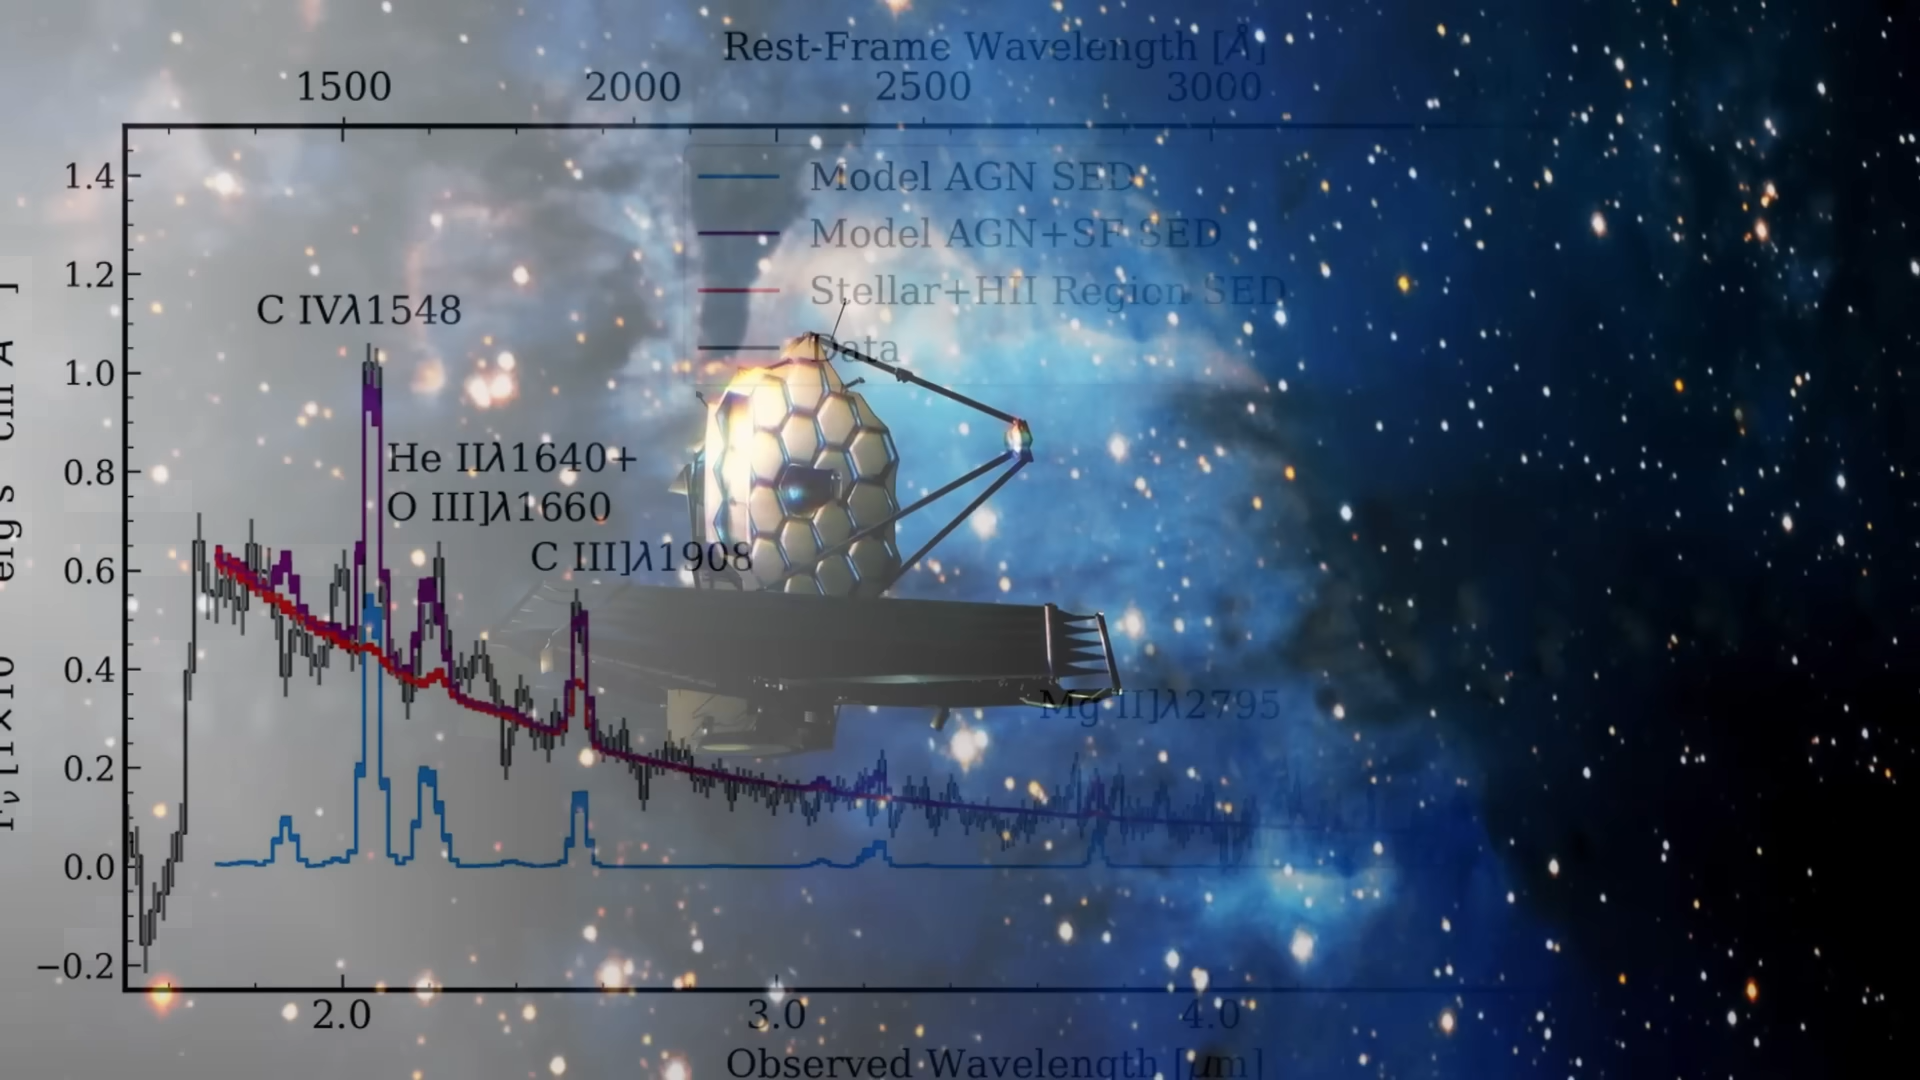 Rest-Frame Wavelength [Å]
1500 2000 2500 3000
Model AGN SED
Model AGN+SF SED
Stellar+HII Region SED
Data
1.4
1.2
1.0
0.8
0.6
0.4
0.2
0.0
−0.2
C IVλ1548
He IIλ1640+
O III]λ1660
C III]λ1908
Mg II]λ2795
2.0 3.0 4.0
Observed Wavelength [μm]